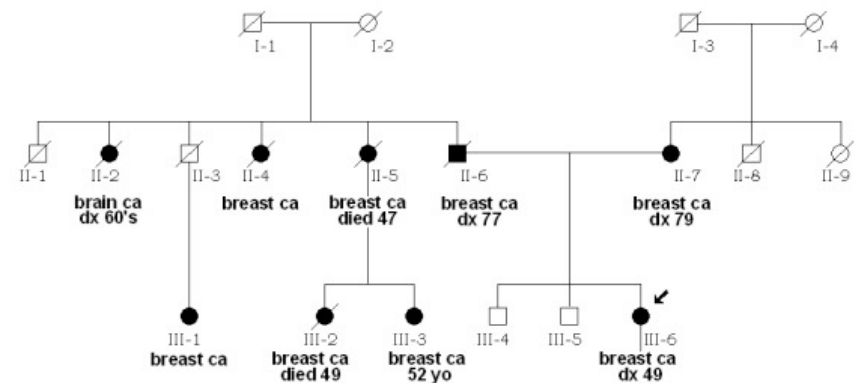 I-1 I-2 I-3 I-4
II-1 II-2 II-3 II-4 II-5 II-6 II-7 II-8 II-9
brain ca breast ca breast ca breast ca breast ca
dx 60's died 47 dx 77 dx 79
III-1 III-2 III-3 III-4 III-5 III-6
breast ca breast ca breast ca breast ca
died 49 52 yo dx 49